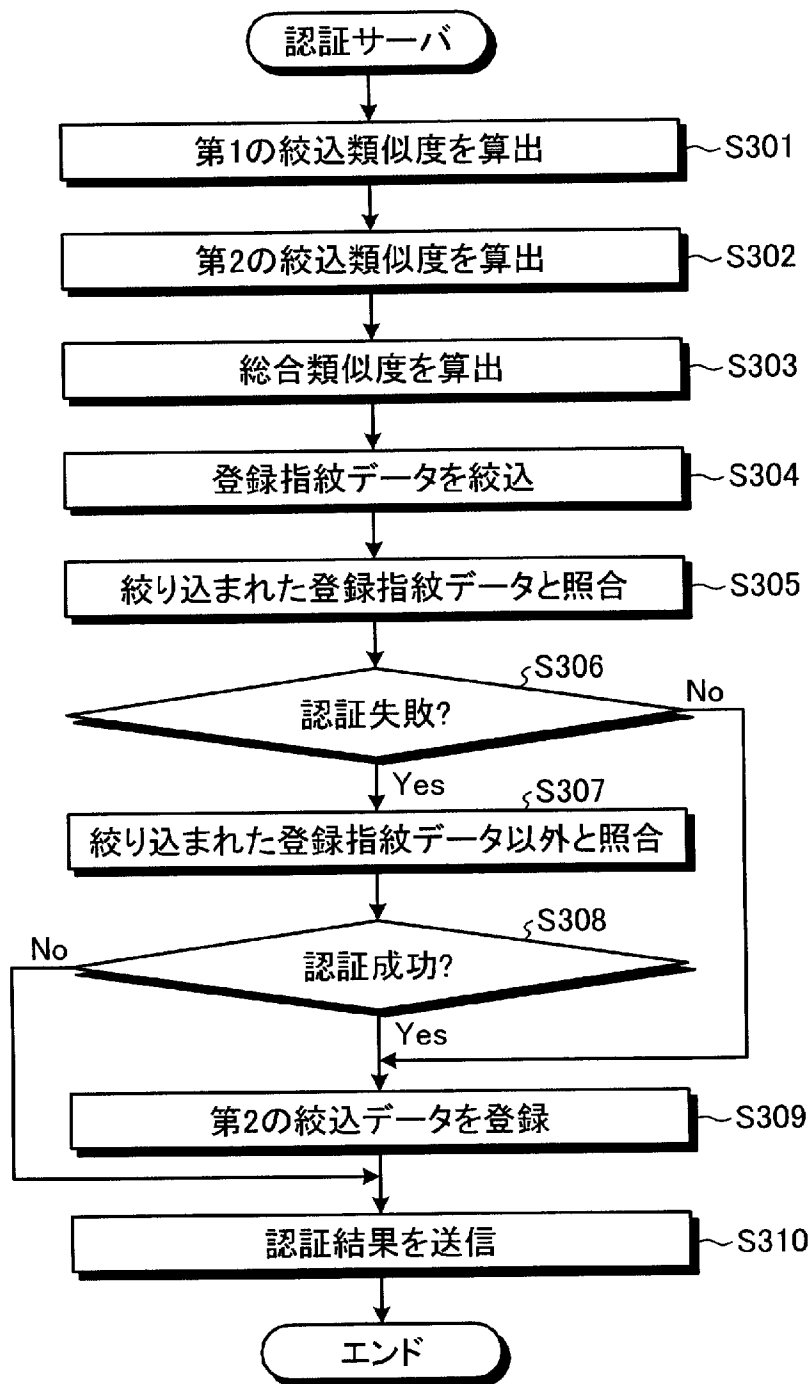 認証サーバ
第1の絞込類似度を算出
S301
第2の絞込類似度を算出
S302
総合類似度を算出
S303
登録指紋データを絞込
S304
絞り込まれた登録指紋データと照合
S305
S306
認証失敗?
No
Yes
S307
絞り込まれた登録指紋データ以外と照合
S308
No
認証成功?
Yes
第2の絞込データを登録
S309
認証結果を送信
S310
エンド